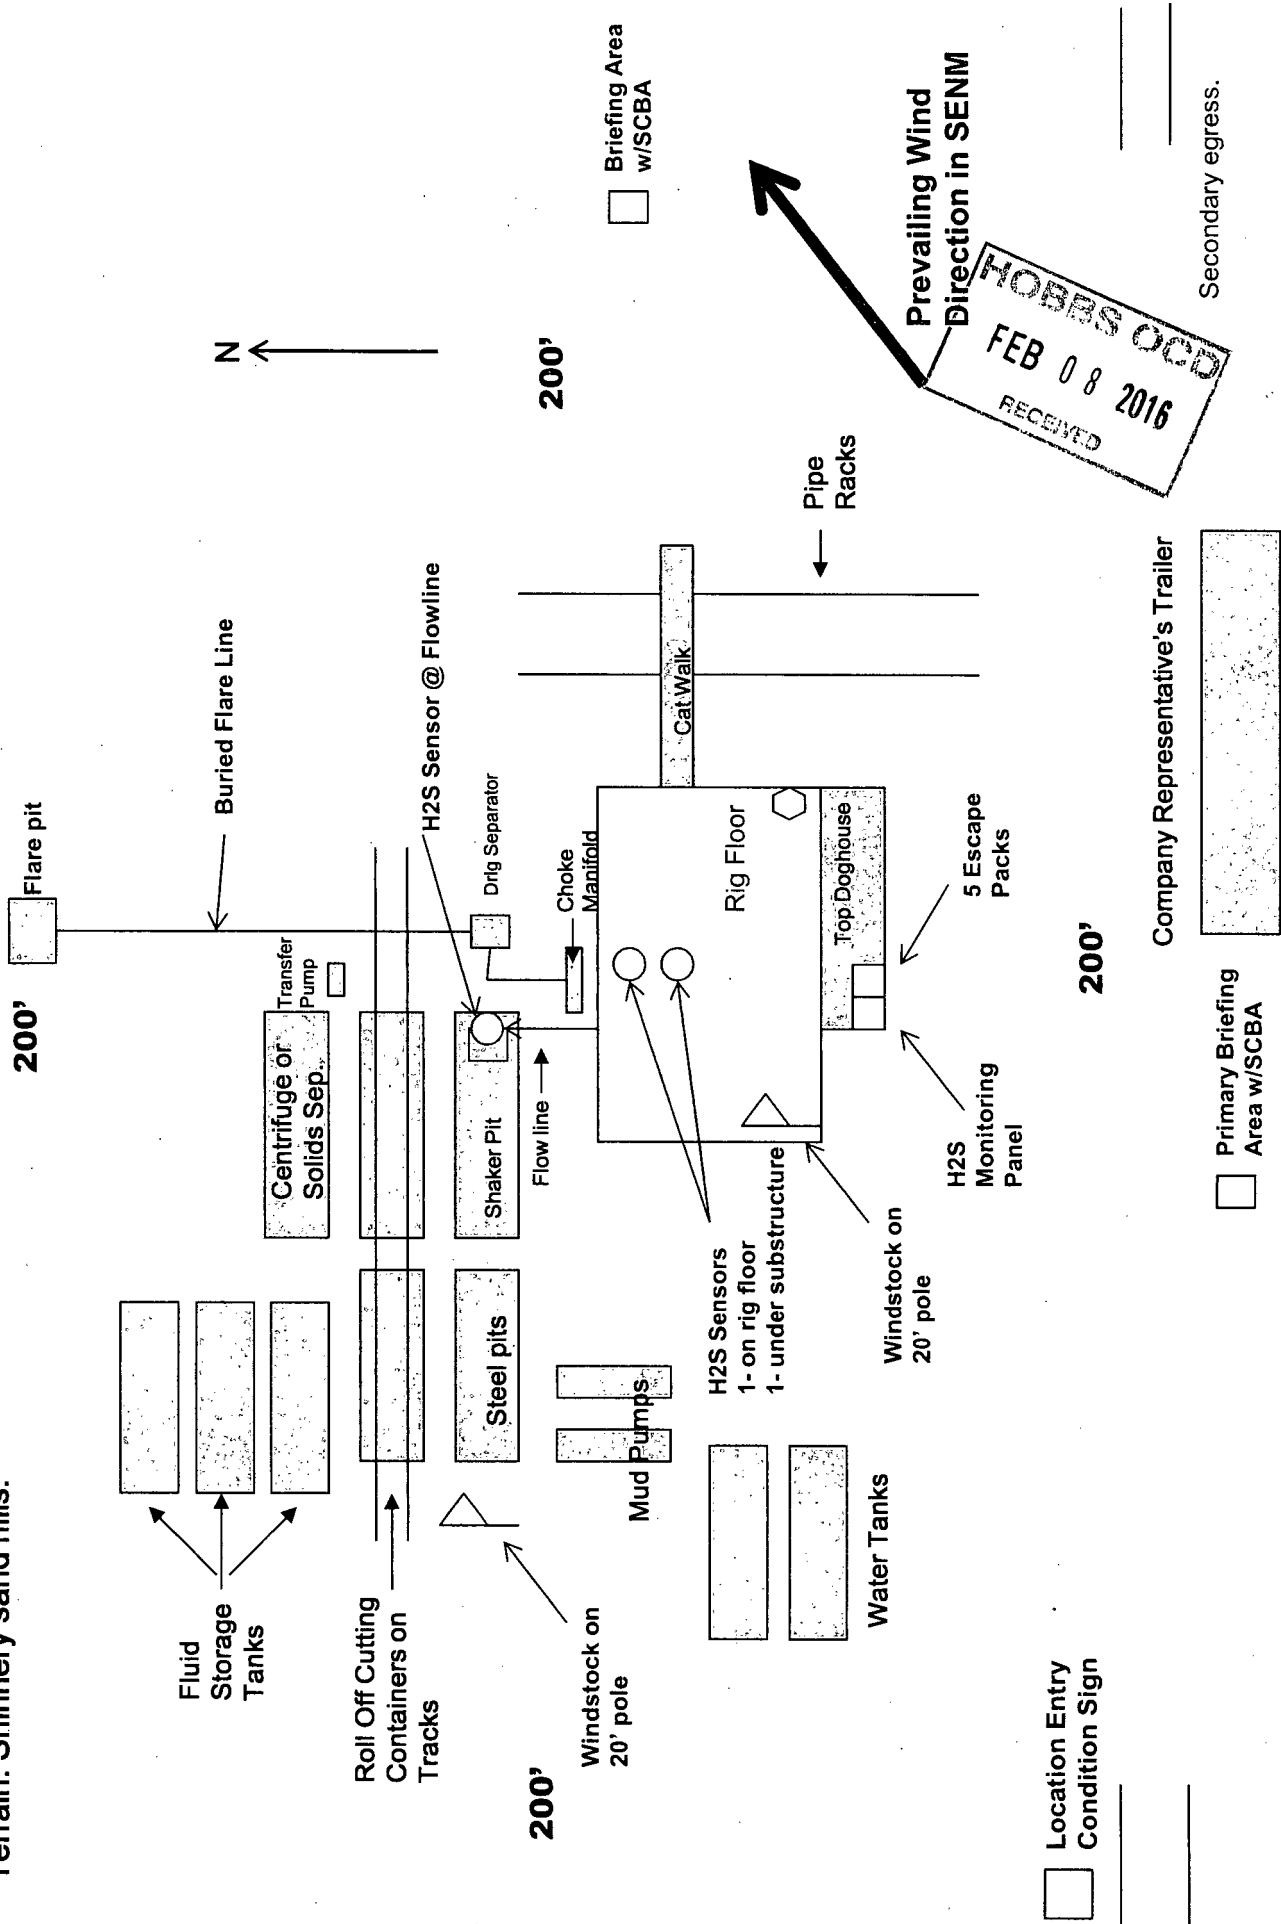 Terrain: Shinnery sand hills.
200'
Flare pit
Buried Flare Line
N
200'
Briefing Area
w/SCBA
Fluid
Storage
Tanks
Centrifuge or
Solids Sep..
Transfer
Pump
H2S Sensor @ Flowline
Roll Off Cutting
Containers on
Tracks
Steel pits
Shaker Pit
Drlg Separator
Flow line
Choke
Manifold
Windstock on
20' pole
200'
Mud Pumps
Rig Floor
Cat Walk
Pipe
Racks
Prevailing Wind
Direction in SENM
H2S Sensors
1- on rig floor
1- under substructure
Top Doghouse
Water Tanks
Windstock on
20' pole
H2S
Monitoring
Panel
5 Escape
Packs
HOBBS OCD
FEB 08 2016
RECEIVED
200'
Location Entry
Condition Sign
Primary Briefing
Area w/SCBA
Company Representative's Trailer
Secondary egress.